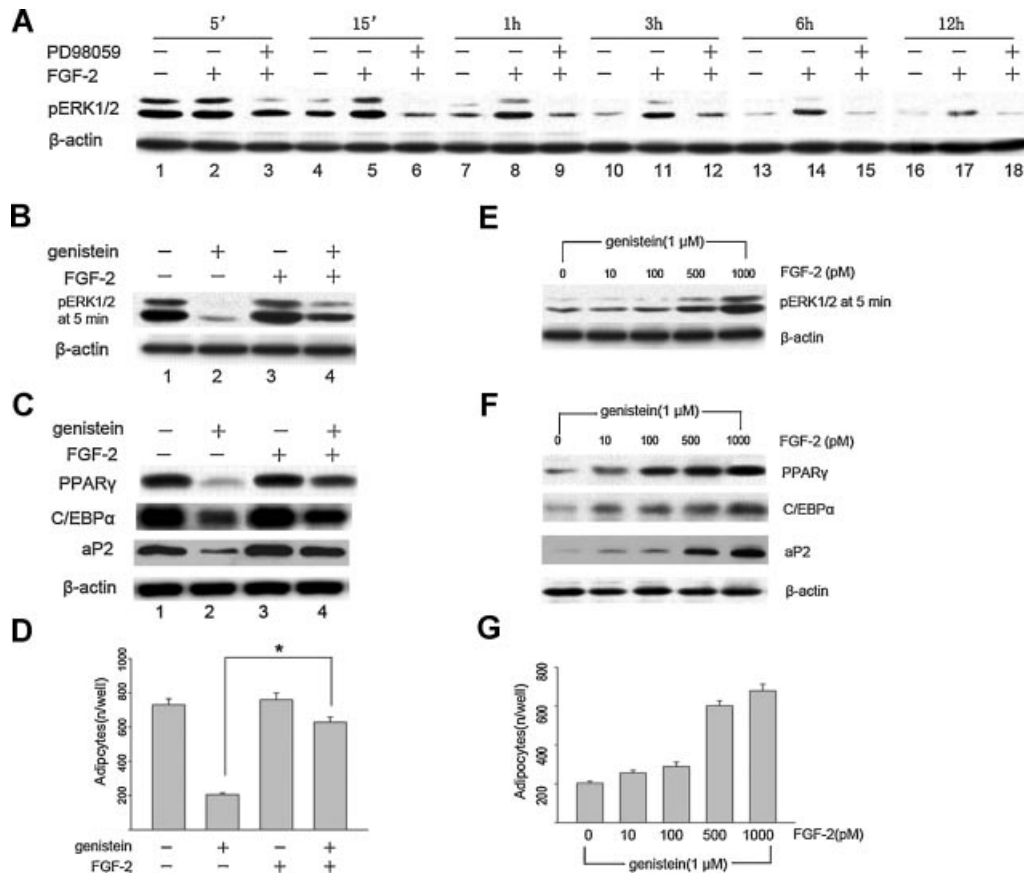 A
5' 15' 1h 3h 6h 12h
PD98059 − − + − − + − − + − − + − − + − − +
FGF-2 − + + − + + − + + − + + − + + − + +
pERK1/2
β-actin
1 2 3 4 5 6 7 8 9 10 11 12 13 14 15 16 17 18
B
genistein − + − +
FGF-2 − − + +
pERK1/2
at 5 min
β-actin
1 2 3 4
C
genistein − + − +
FGF-2 − − + +
PPARγ
C/EBPα
aP2
β-actin
1 2 3 4
D
Adipcytes(n/well)
1000
800
600
400
200
*
genistein − + − +
FGF-2 − − + +
E
genistein(1 μM)
0 10 100 500 1000 FGF-2 (pM)
pERK1/2 at 5 min
β-actin
F
genistein(1 μM)
0 10 100 500 1000 FGF-2 (pM)
PPARγ
C/EBPα
aP2
β-actin
G
Adipocytes(n/well)
800
600
400
200
0 10 100 500 1000 FGF-2(pM)
genistein(1 μM)